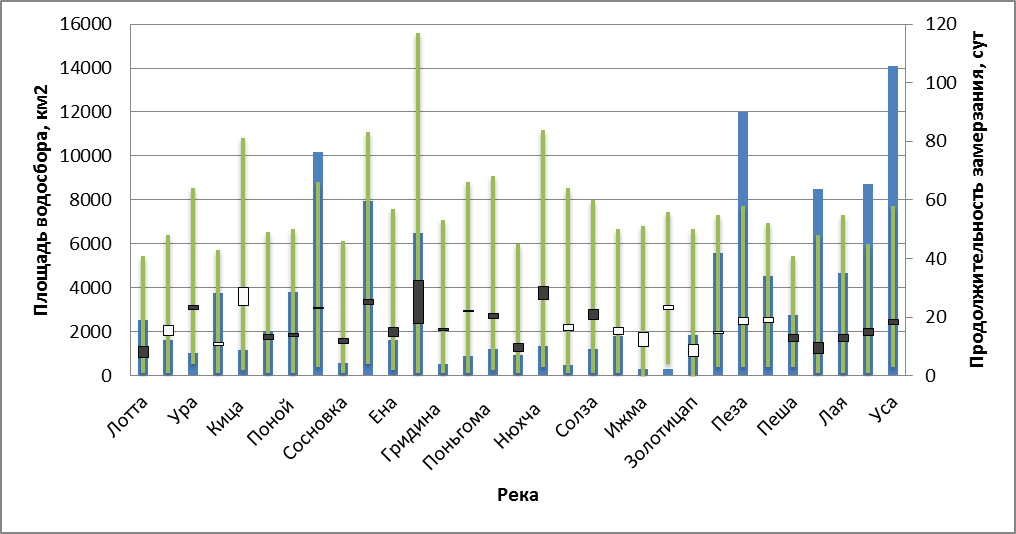 16000
14000
12000
10000
8000
6000
4000
2000
0
Площадь водосбора, км2
120
100
80
60
40
20
0
Продолжительность замерзания, сут
Лотта
Ура
Кица
Поной
Сосновка
Ена
Гридина
Поньгома
Нюхча
Солза
Ижма
Золотицап
Пеза
Пеша
Лая
Уса
Река